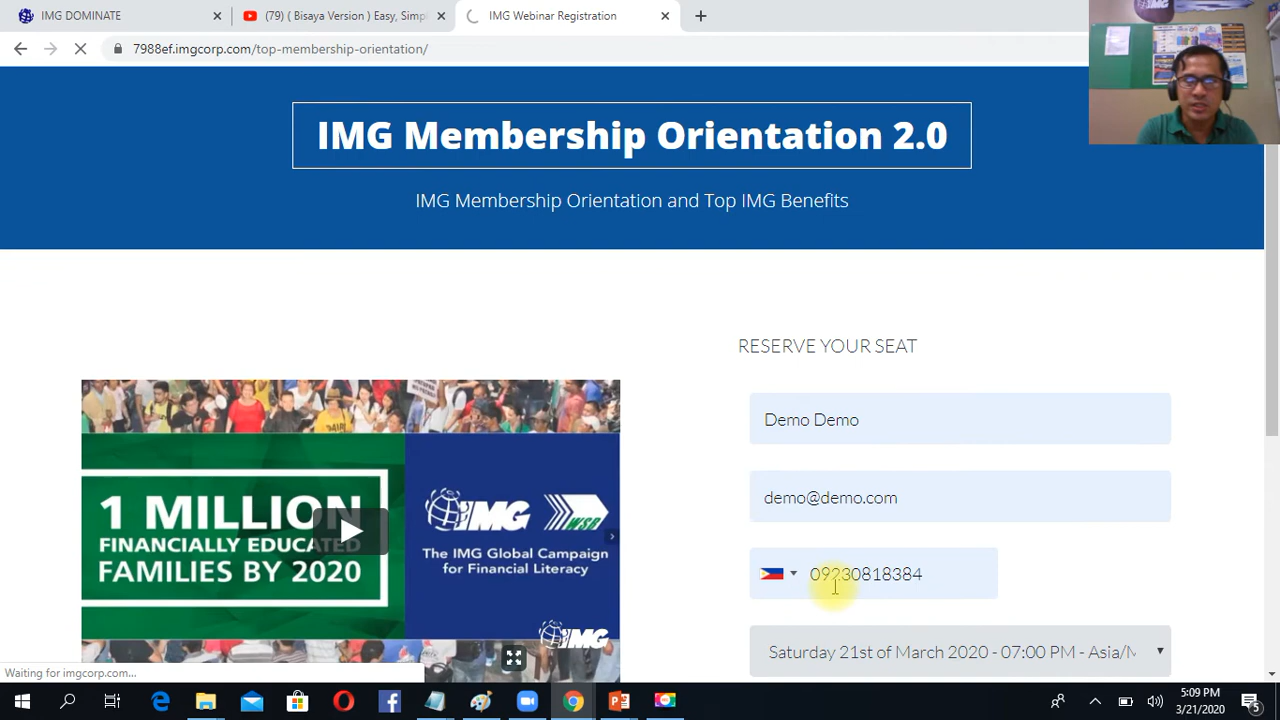 IMG DOMINATE
(79) ( Bisaya Version ) Easy, Simp
IMG Webinar Registration
7988ef.imgcorp.com/top-membership-orientation/
IMG Membership Orientation 2.0
IMG Membership Orientation and Top IMG Benefits
RESERVE YOUR SEAT
Demo Demo
demo@demo.com
09230818384
Saturday 21st of March 2020 - 07:00 PM - Asia/M
1 MILLION
FINANCIALLY EDUCATED
FAMILIES BY 2020
IMG WSB
The IMG Global Campaign
for Financial Literacy
IMG
Waiting for imgcorp.com...
5:09 PM
3/21/2020
5